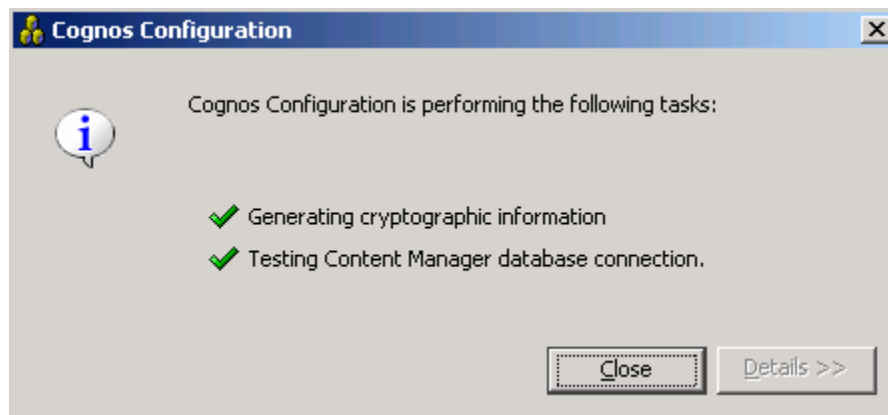 Cognos Configuration
Cognos Configuration is performing the following tasks:
Generating cryptographic information
Testing Content Manager database connection.
Close
Details >>